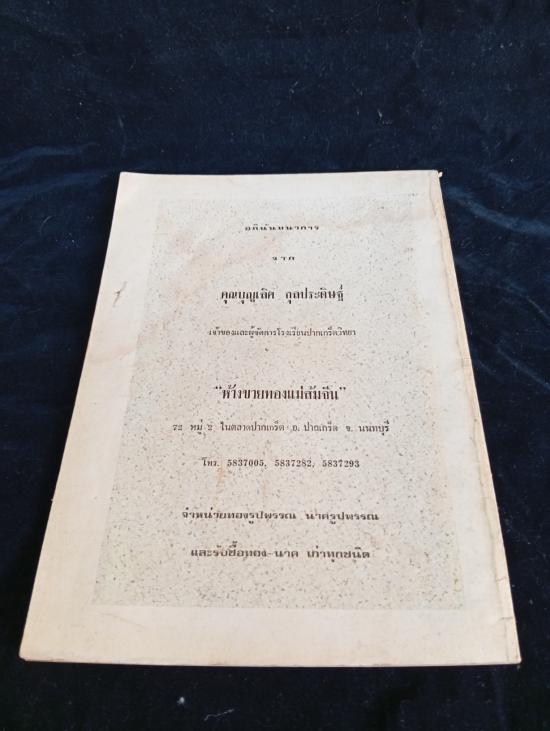 อภินันทนาการ
จาก
คุณบุญเลิศ กุลประดิษฐ์
เจ้าของและผู้จัดการโรงเรียนปากเกร็ดวิทยา
"ห้างขายทองแม่ส้มจีน"
72 หมู่ 2 ในตลาดปากเกร็ด อ. ปากเกร็ด จ. นนทบุรี
โทร. 5837005, 5837282, 5837293
จำหน่ายทองรูปพรรณ นาครูปพรรณ
และรับซื้อทอง-นาค เก่าทุกชนิด